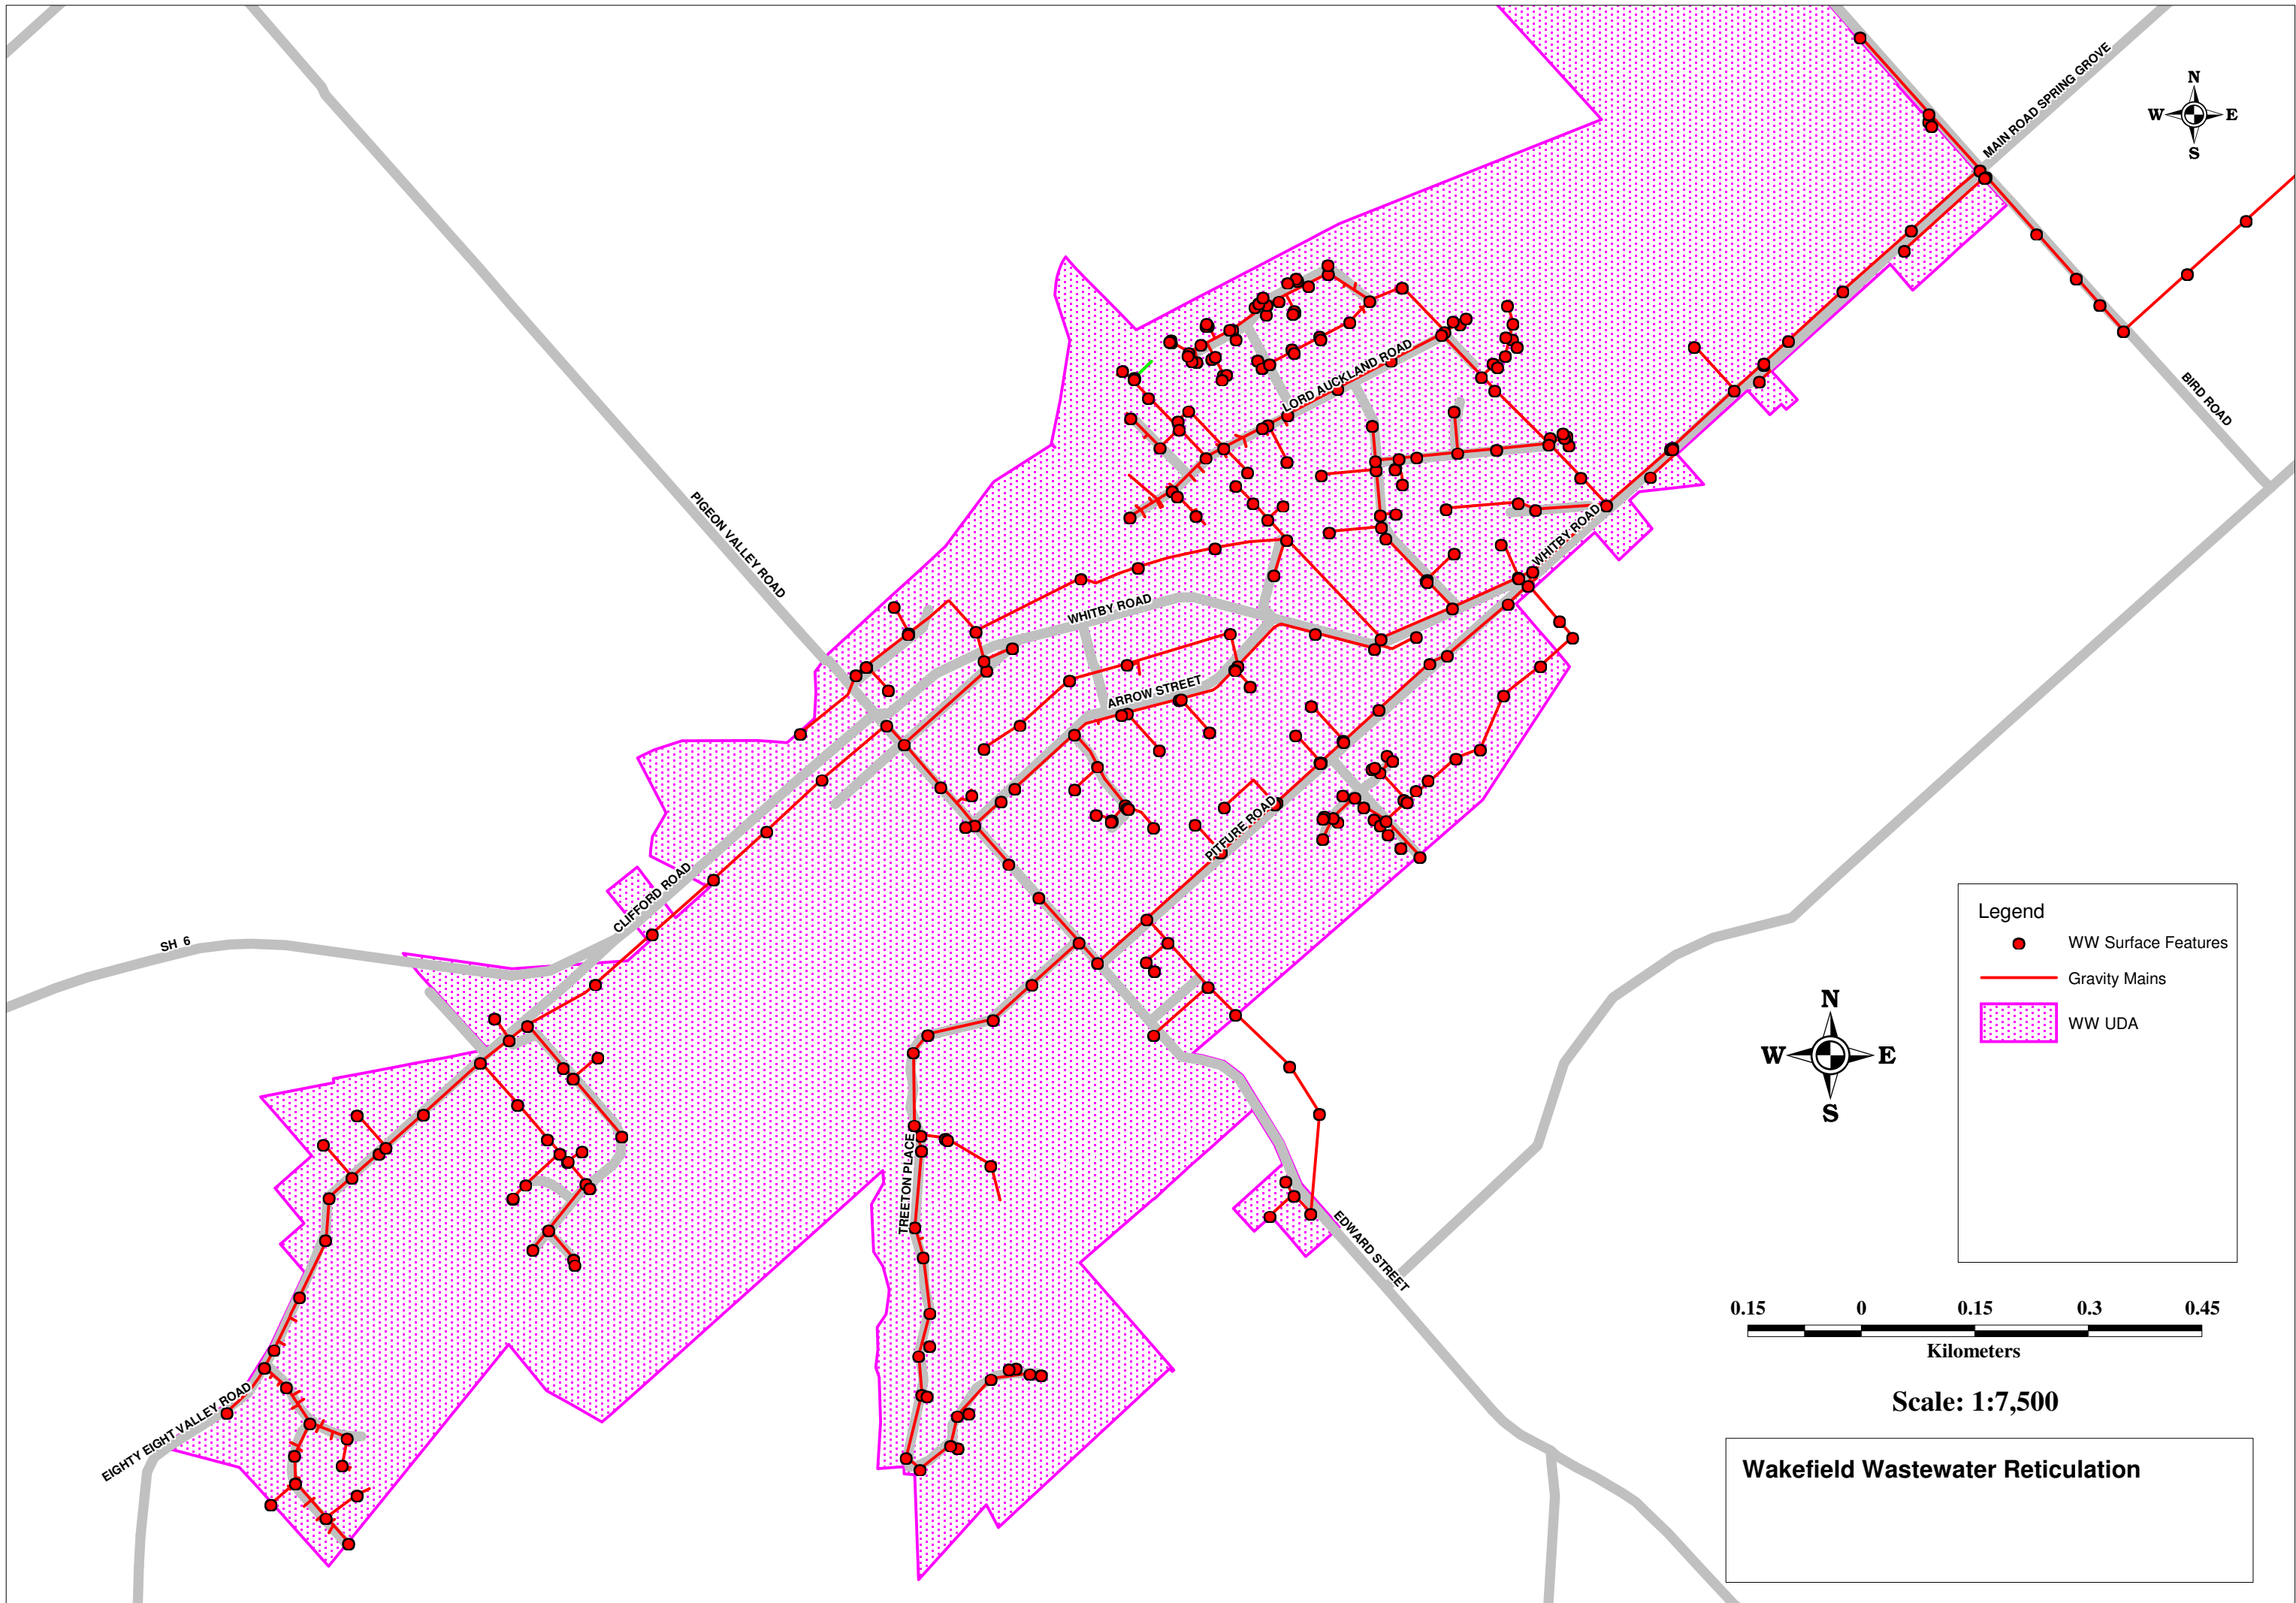 MAIN ROAD SPRING GROVE
N
W E
S
BIRD ROAD
LORD AUCKLAND ROAD
PIGEON VALLEY ROAD
WHITBY ROAD
WHITBY ROAD
ARROW STREET
PITFURE ROAD
CLIFFORD ROAD
SH 6
TREETON PLACE
EDWARD STREET
EIGHTY EIGHT VALLEY ROAD
Legend
WW Surface Features
Gravity Mains
WW UDA
N
W E
S
0.15 0 0.15 0.3 0.45
Kilometers
Scale: 1:7,500
Wakefield Wastewater Reticulation